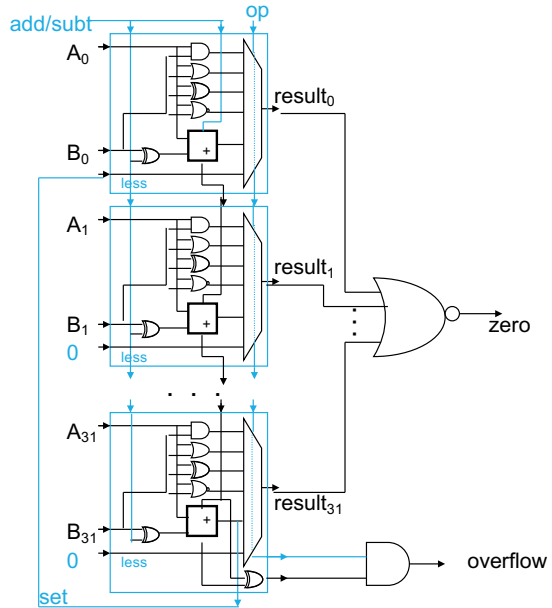 add/subt op
A0
result0
+
B0
less
A1
result1
+
B1
zero
0
less
. . .
A31
result31
+
B31
0
less
overflow
set